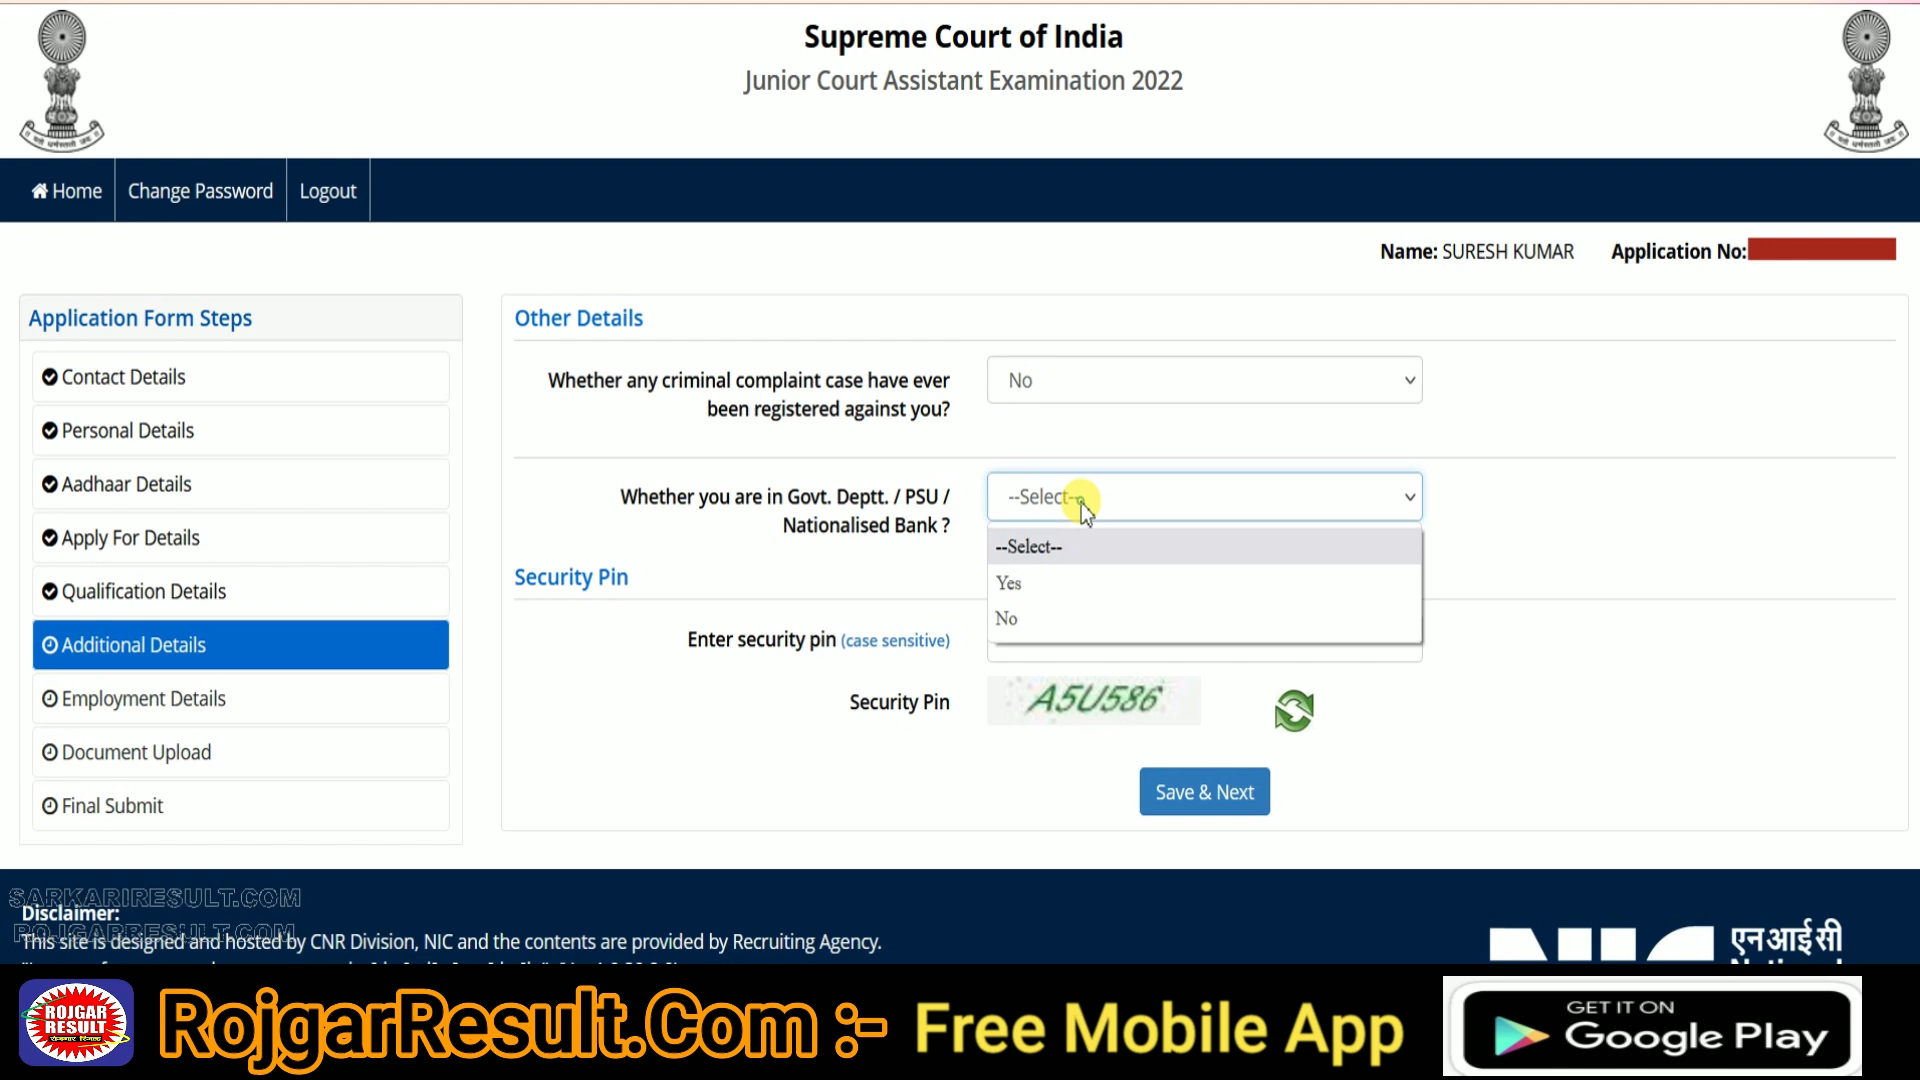 Supreme Court of India
Junior Court Assistant Examination 2022
Home Change Password Logout
Name: SURESH KUMAR Application No:
Application Form Steps
Contact Details
Personal Details
Aadhaar Details
Apply For Details
Qualification Details
Additional Details
Employment Details
Document Upload
Final Submit
Other Details
Whether any criminal complaint case have ever
been registered against you?
No
Whether you are in Govt. Deptt. / PSU /
Nationalised Bank ?
--Select--
--Select--
Yes
No
Security Pin
Enter security pin (case sensitive)
Security Pin
A5U586
Save & Next
SARKARIRESULT.COM
Disclaimer:
ROJGARRESULT.COM
This site is designed and hosted by CNR Division, NIC and the contents are provided by Recruiting Agency.
एन आई सी
ROJGAR
RESULT
RojgarResult.Com :- Free Mobile App
GET IT ON
Google Play